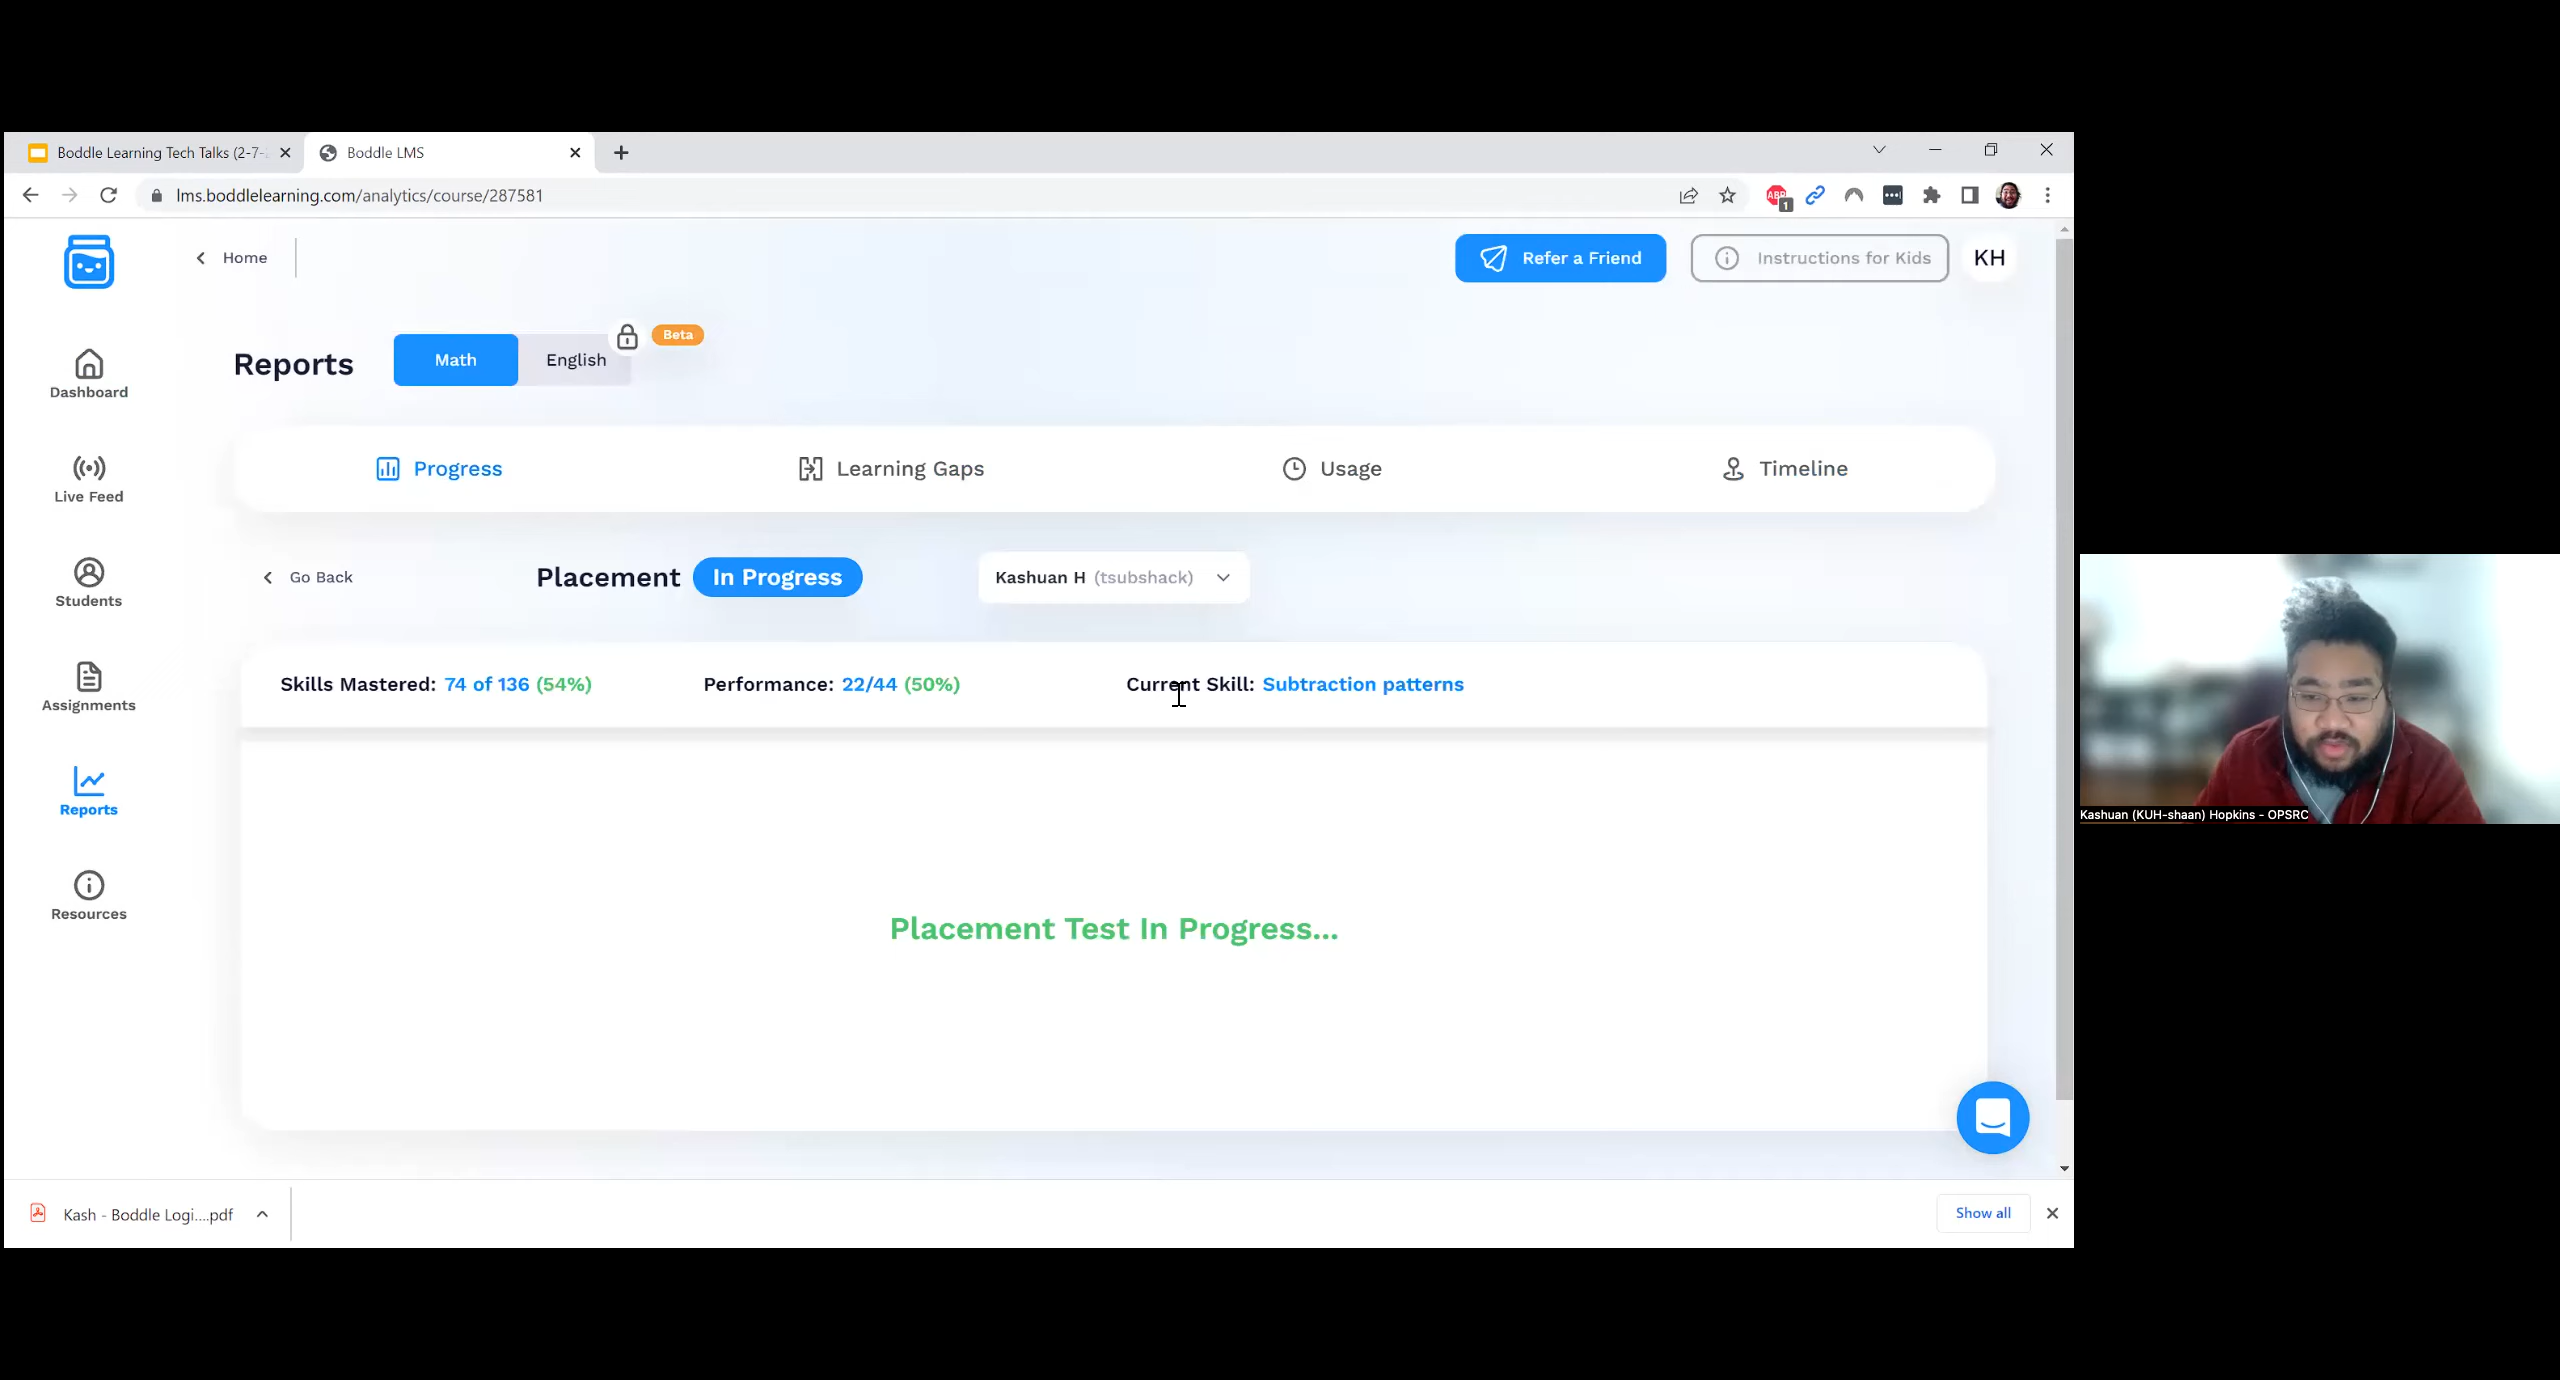 Boddle Learning Tech Talks (2-7-
Boddle LMS
lms.boddlelearning.com/analytics/course/287581
ABP
1
Home
Refer a Friend
Instructions for Kids
KH
Reports
Math
English
Beta
Dashboard
Live Feed
Students
Assignments
Reports
Resources
Progress
Learning Gaps
Usage
Timeline
Go Back
Placement
In Progress
Kashuan H (tsubshack)
Skills Mastered: 74 of 136 (54%)
Performance: 22/44 (50%)
Current Skill: Subtraction patterns
Placement Test In Progress...
Kashuan (KUH-shaan) Hopkins - OPSRC
Kash - Boddle Logi....pdf
Show all